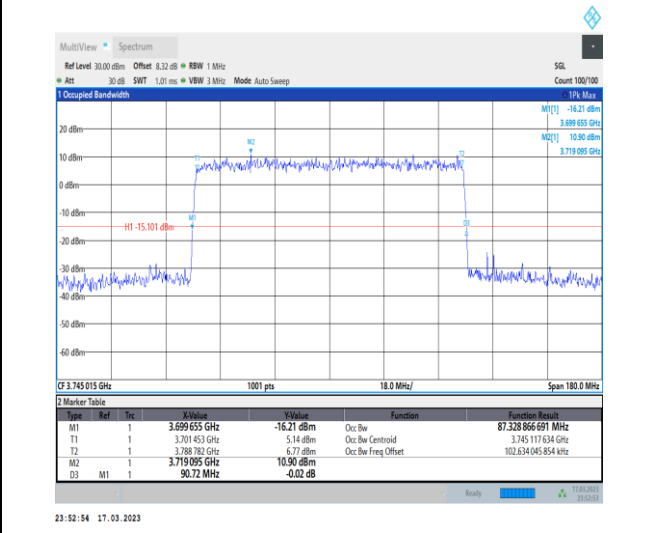 MultiView Spectrum
Ref Level 30.00 dBm Offset 8.32 dB RBW 1 MHz SGL
Att 30 dB SWT 1.01 ms VBW 3 MHz Mode Auto Sweep Count 100/100
1 Occupied Bandwidth 1Pk Max
M1[1] -16.21 dBm
3.699 655 GHz
M2[1] 10.90 dBm
3.719 095 GHz
20 dBm
M2
T1
T2
10 dBm
0 dBm
-10 dBm
M1
D3
H1 -15.101 dBm
-20 dBm
-30 dBm
-40 dBm
-50 dBm
-60 dBm
CF 3.745 015 GHz 1001 pts 18.0 MHz/ Span 180.0 MHz
2 Marker Table
Type Ref Trc X-Value Y-Value Function Function Result
M1 1 3.699 655 GHz -16.21 dBm Occ Bw 87.328 866 691 MHz
T1 1 3.701 453 GHz 5.14 dBm Occ Bw Centroid 3.745 117 634 GHz
T2 1 3.788 782 GHz 6.77 dBm Occ Bw Freq Offset 102.634 045 854 kHz
M2 1 3.719 095 GHz 10.90 dBm
D3 M1 1 90.72 MHz -0.02 dB
Ready 17.03.2023
23:52:53
23:52:54 17.03.2023